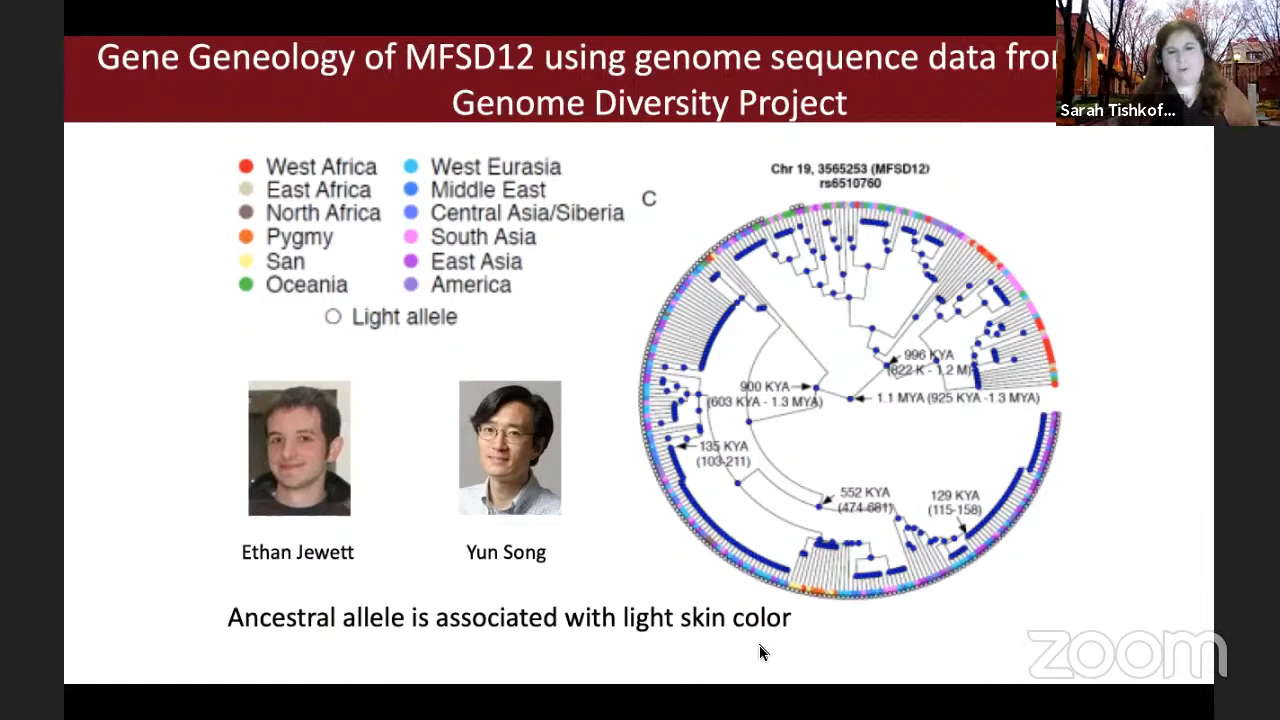 Gene Geneology of MFSD12 using genome sequence data from
Genome Diversity Project
Sarah Tishkof...
West Africa
East Africa
North Africa
Pygmy
San
Oceania
West Eurasia
Middle East
Central Asia/Siberia
South Asia
East Asia
America
Light allele
C
Chr 19, 3565253 (MFSD12)
rs6510760
996 KYA
(822 K - 1.2 M)
900 KYA
(603 KYA - 1.3 MYA)
1.1 MYA (925 KYA -1.3 MYA)
135 KYA
(103-211)
552 KYA
(474-681)
129 KYA
(115-158)
Ethan Jewett
Yun Song
Ancestral allele is associated with light skin color
zoom